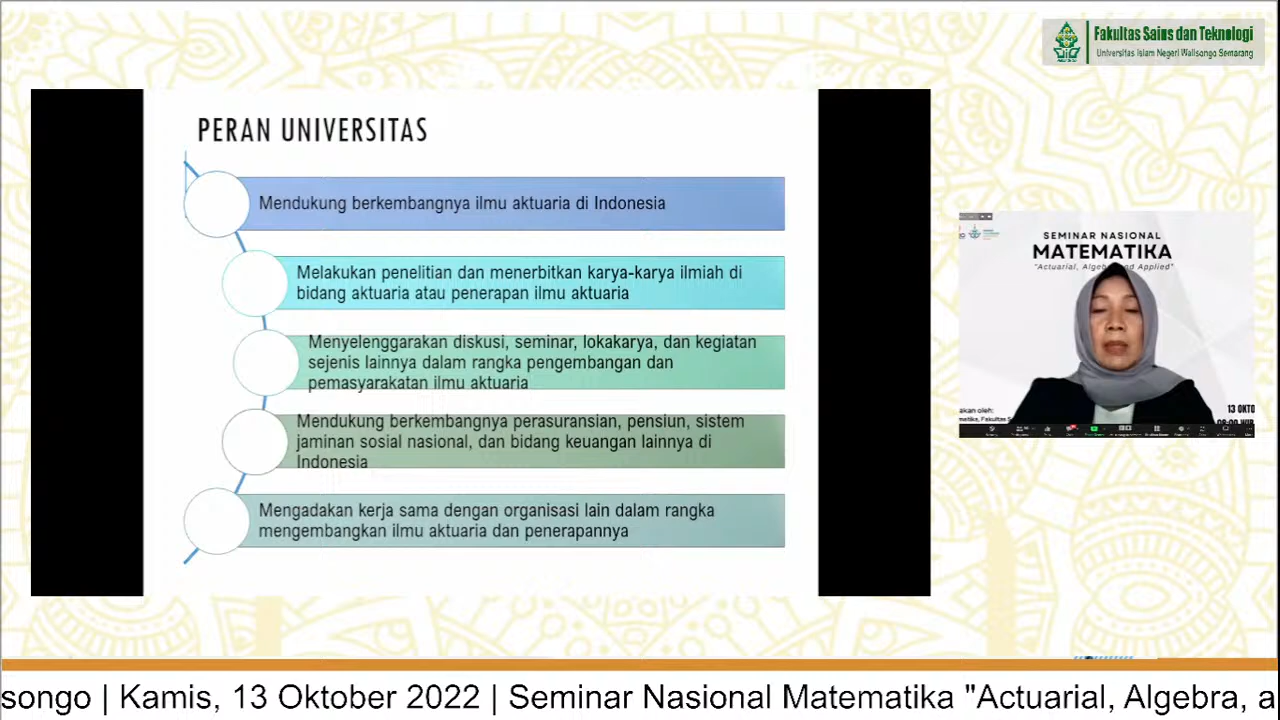 Fakultas Sains dan Teknologi
Universitas Islam Negeri Walisongo Semarang
PERAN UNIVERSITAS
Mendukung berkembangnya ilmu aktuaria di Indonesia
Melakukan penelitian dan menerbitkan karya-karya ilmiah di
bidang aktuaria atau penerapan ilmu aktuaria
Menyelenggarakan diskusi, seminar, lokakarya, dan kegiatan
sejenis lainnya dalam rangka pengembangan dan
pemasyarakatan ilmu aktuaria
Mendukung berkembangnya perasuransian, pensiun, sistem
jaminan sosial nasional, dan bidang keuangan lainnya di
Indonesia
Mengadakan kerja sama dengan organisasi lain dalam rangka
mengembangkan ilmu aktuaria dan penerapannya
SEMINAR NASIONAL
MATEMATIKA
"Actuarial, Algebra and Applied"
akan oleh:
matika, Fakultas S
13 OKTO
songo | Kamis, 13 Oktober 2022 | Seminar Nasional Matematika "Actuarial, Algebra, a